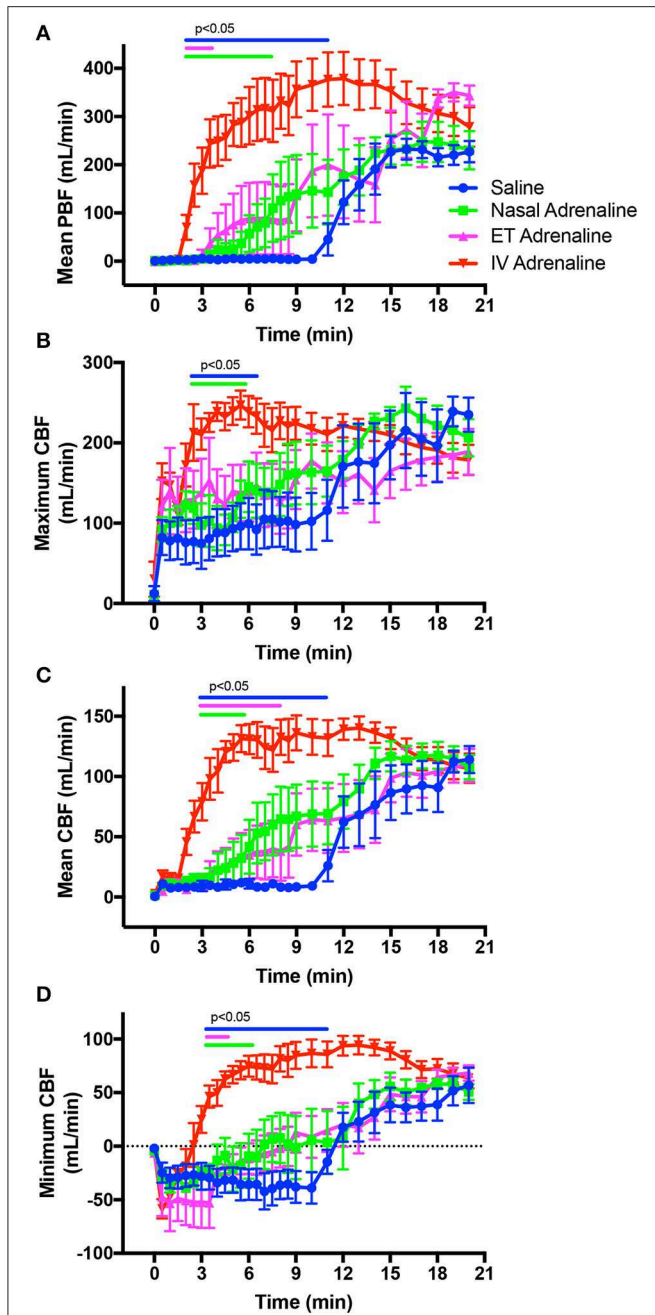 A
p<0.05
400
300
200
100
0
Mean PBF (mL/min)
Saline
Nasal Adrenaline
ET Adrenaline
IV Adrenaline
0 3 6 9 12 15 18 21
Time (min)
B
p<0.05
300
200
100
0
Maximum CBF
(mL/min)
0 3 6 9 12 15 18 21
Time (min)
C
p<0.05
150
100
50
0
Mean CBF (mL/min)
0 3 6 9 12 15 18 21
Time (min)
D
p<0.05
100
50
0
-50
-100
Minimum CBF
(mL/min)
0 3 6 9 12 15 18 21
Time (min)